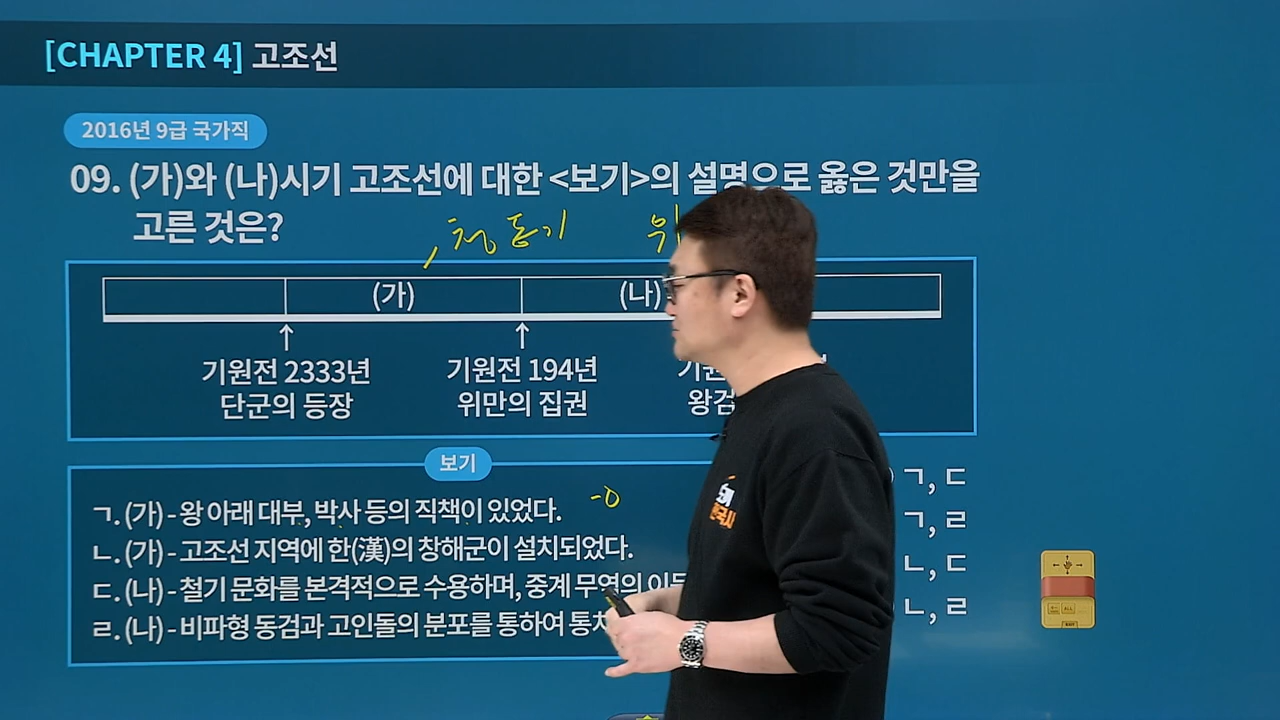 [CHAPTER 4] 고조선
2016년 9급 국가직
09. (가)와 (나)시기 고조선에 대한 <보기>의 설명으로 옳은 것만을
고른 것은?
청동기 위
(가) (나)
기원전 2333년 기원전 194년
단군의 등장 위만의 집권 왕검
보기
ㄱ. (가) - 왕 아래 대부, 박사 등의 직책이 있었다.
ㄴ. (가) - 고조선 지역에 한(漢)의 창해군이 설치되었다.
ㄷ. (나) - 철기 문화를 본격적으로 수용하며, 중계 무역의
ㄹ. (나) - 비파형 동검과 고인돌의 분포를 통하여
ㄱ, ㄷ
ㄱ, ㄹ
ㄴ, ㄷ
ㄴ, ㄹ